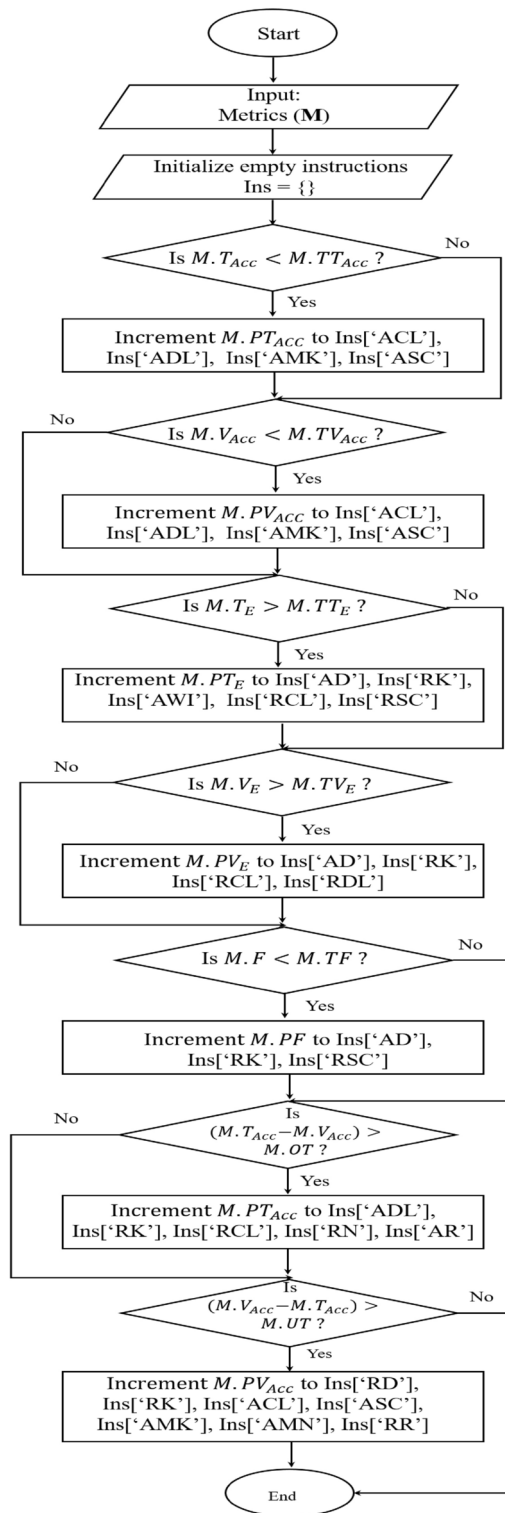 Start
Input:
Metrics (M)
Initialize empty instructions
Ins = {}
Is M.T_Acc < M.TT_Acc ?
No
Yes
Increment M.PT_ACC to Ins[‘ACL’],
Ins[‘ADL’], Ins[‘AMK’], Ins[‘ASC’]
No
Is M.V_Acc < M.TV_Acc ?
Yes
Increment M.PV_ACC to Ins[‘ACL’],
Ins[‘ADL’], Ins[‘AMK’], Ins[‘ASC’]
No
Is M.T_E > M.TT_E ?
Yes
Increment M.PT_E to Ins[‘AD’], Ins[‘RK’],
Ins[‘AWI’], Ins[‘RCL’], Ins[‘RSC’]
No
Is M.V_E > M.TV_E ?
Yes
Increment M.PV_E to Ins[‘AD’], Ins[‘RK’],
Ins[‘RCL’], Ins[‘RDL’]
No
Is M.F < M.TF ?
Yes
Increment M.PF to Ins[‘AD’],
Ins[‘RK’], Ins[‘RSC’]
No
Is
(M.T_Acc−M.V_Acc) >
M.OT ?
Yes
Increment M.PT_Acc to Ins[‘ADL’],
Ins[‘RK’], Ins[‘RCL’], Ins[‘RN’], Ins[‘AR’]
Is
(M.V_Acc−M.T_Acc) >
M.UT ?
No
Yes
Increment M.PV_Acc to Ins[‘RD’],
Ins[‘RK’], Ins[‘ACL’], Ins[‘ASC’],
Ins[‘AMK’], Ins[‘AMN’], Ins[‘RR’]
End